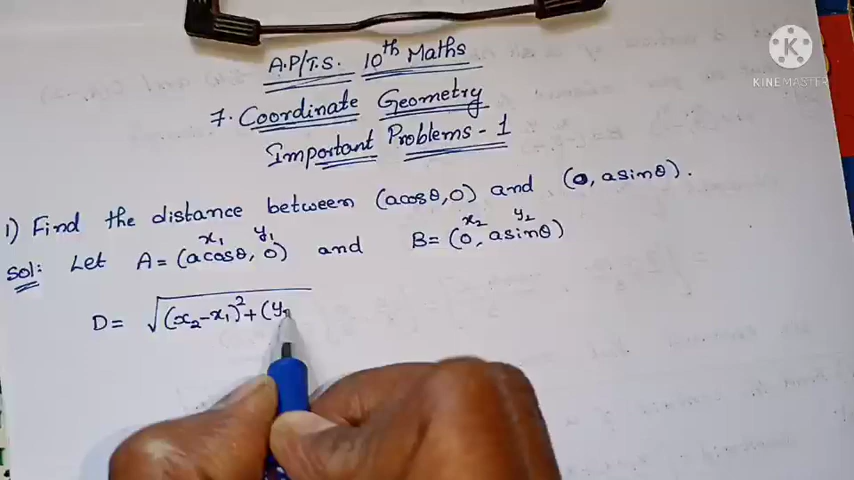 A.P/T.S. 10th Maths
7. Coordinate Geometry
Important Problems - 1
1) Find the distance between (acosθ, 0) and (0, asinθ).
x₁ y₁ x₂ y₂
Sol: Let A = (acosθ, 0) and B = (0, asinθ)
D = √(x₂-x₁)²+(y₂
KINEMASTER